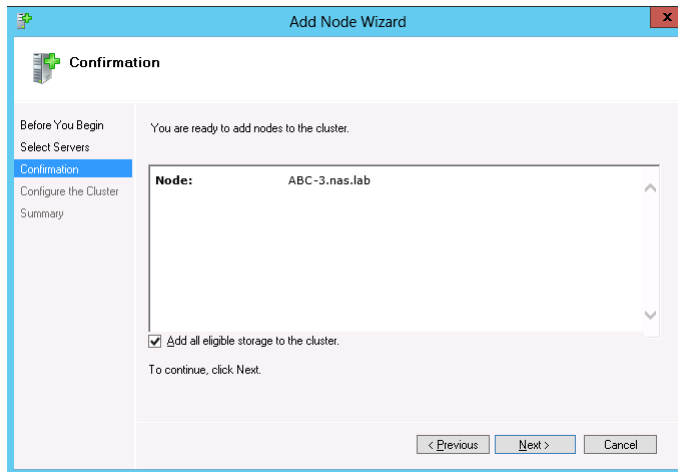 Add Node Wizard
x
Confirmation
Before You Begin
Select Servers
Confirmation
Configure the Cluster
Summary
You are ready to add nodes to the cluster.
Node: ABC-3.nas.lab
Add all eligible storage to the cluster.
To continue, click Next.
< Previous
Next >
Cancel